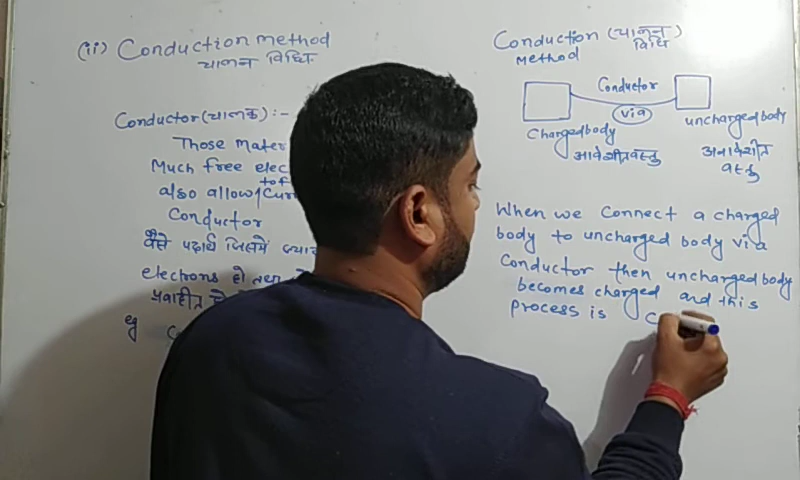 (ii) Conduction method
चालन विधि
Conductor (चालक) :-
Those Mater
Much free elec
also allow to f
Curr
Conductor
वैसे पदार्थ जिसमें ज्या
electrons हो तथा
eg
Conduction (चालन विधि)
Method
Conductor
via
Charged body
uncharged body
आवेशीत वस्तु
अनावेशीत
वस्तु
When we connect a charged
body to uncharged body via
Conductor then uncharged body
becomes charged and this
process is C